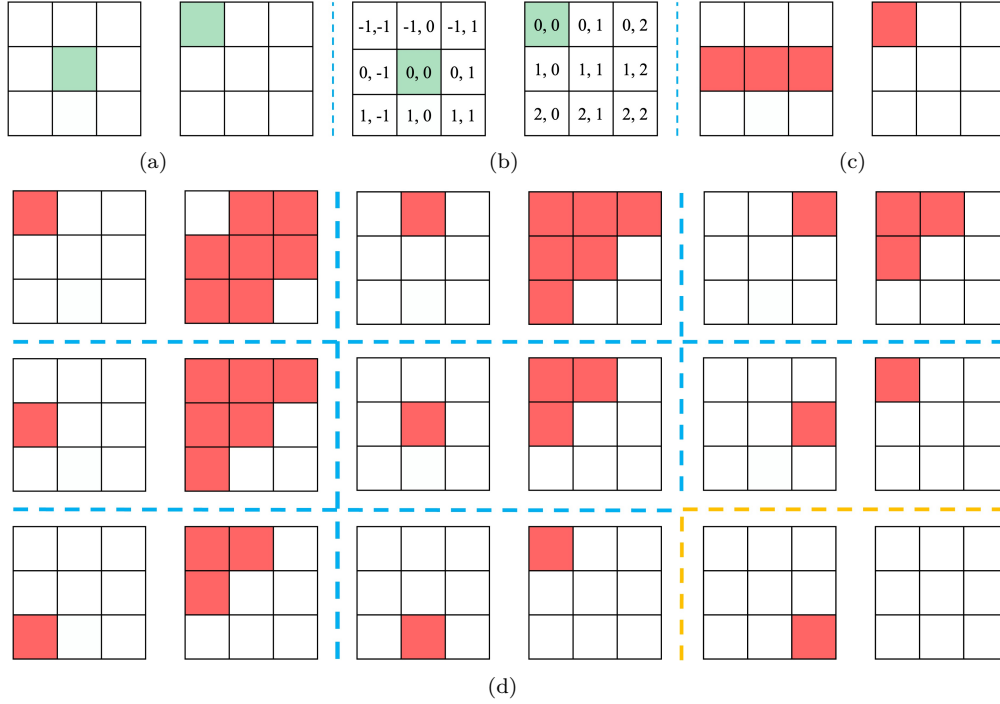 -1,-1 -1, 0 -1, 1 0, 0 0, 1 0, 2
0, -1 0, 0 0, 1 1, 0 1, 1 1, 2
1, -1 1, 0 1, 1 2, 0 2, 1 2, 2
(a) (b) (c)
(d)